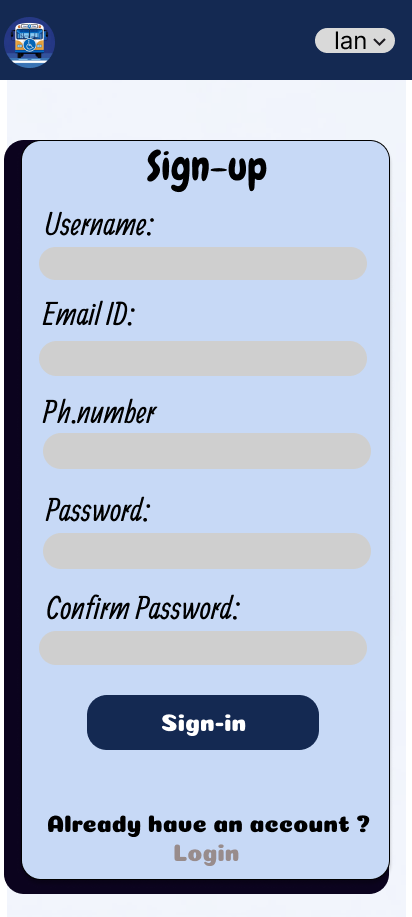 lan
Sign-up
Username:
Email ID:
Ph.number
Password:
Confirm Password:
Sign-in
Already have an account ?
Login